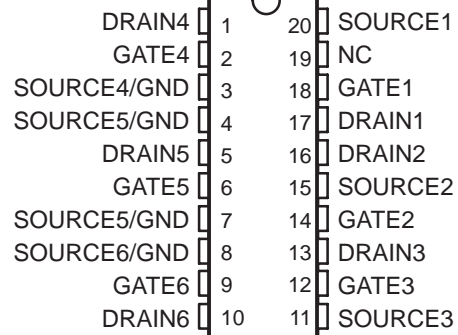 DRAIN4 1 20 SOURCE1
GATE4 2 19 NC
SOURCE4/GND 3 18 GATE1
SOURCE5/GND 4 17 DRAIN1
DRAIN5 5 16 DRAIN2
GATE5 6 15 SOURCE2
SOURCE5/GND 7 14 GATE2
SOURCE6/GND 8 13 DRAIN3
GATE6 9 12 GATE3
DRAIN6 10 11 SOURCE3